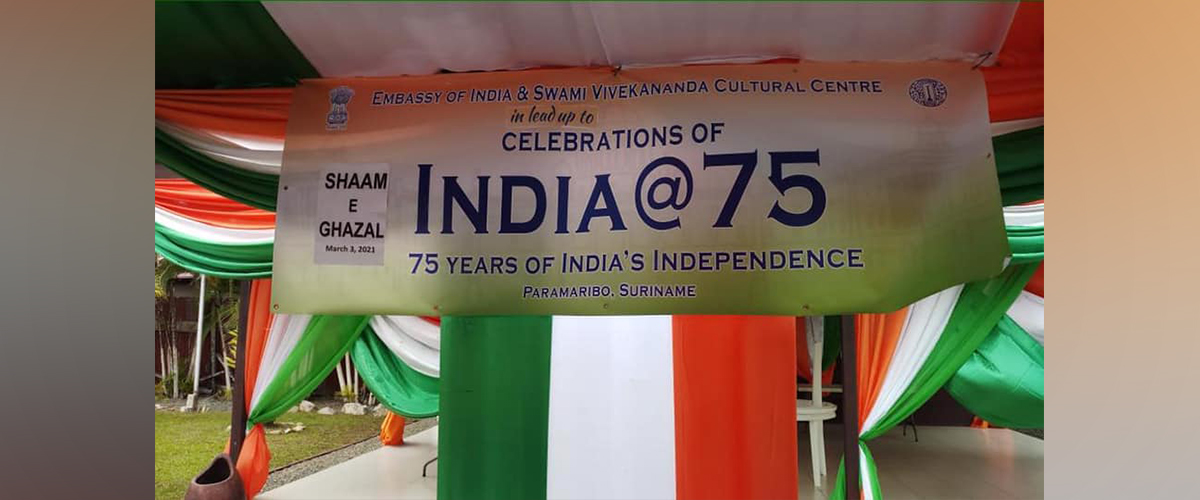 EMBASSY OF INDIA & SWAMI VIVEKANANDA CULTURAL CENTRE
in lead up to
CELEBRATIONS OF
INDIA@75
75 YEARS OF INDIA'S INDEPENDENCE
PARAMARIBO, SURINAME
SHAAM
E
GHAZAL
March 3, 2021